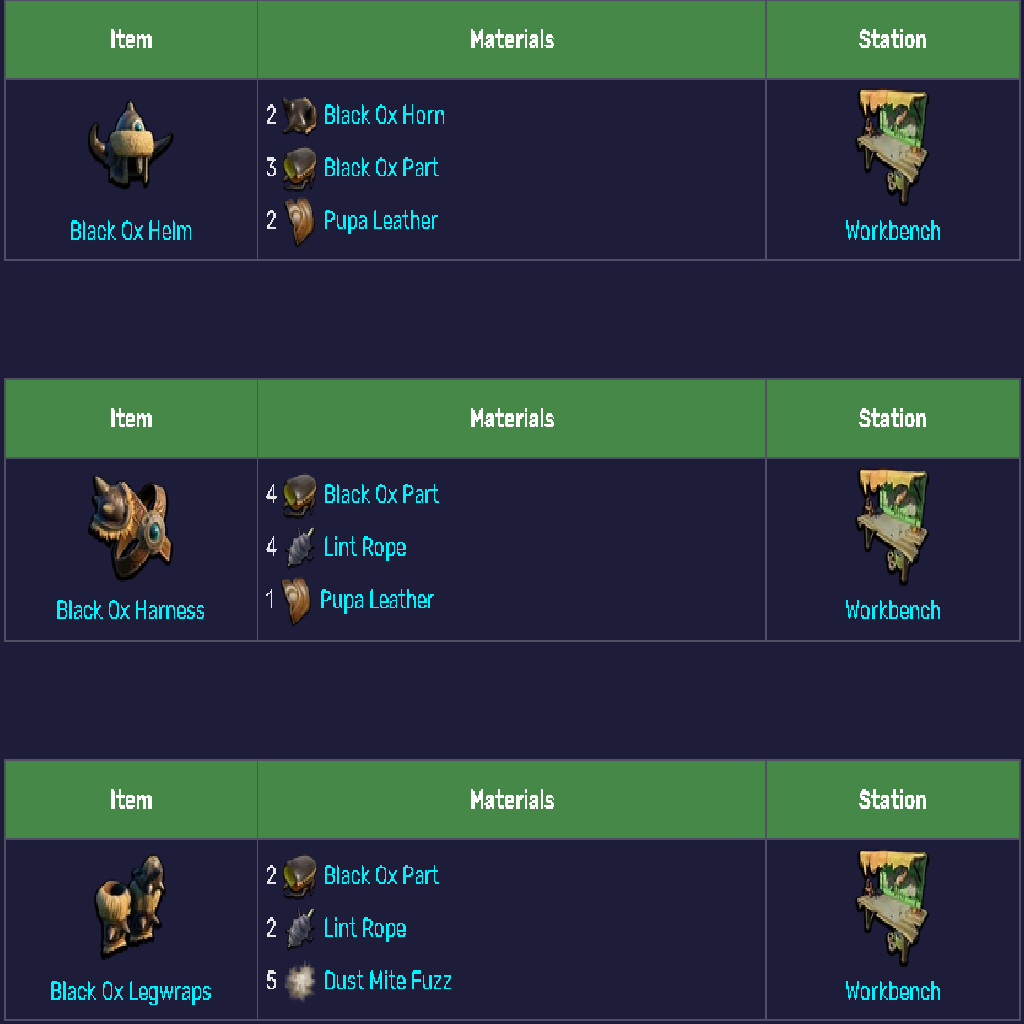 Item Materials Station
2 Black Ox Horn
3 Black Ox Part
2 Pupa Leather
Black Ox Helm Workbench
Item Materials Station
4 Black Ox Part
4 Lint Rope
1 Pupa Leather
Black Ox Harness Workbench
Item Materials Station
2 Black Ox Part
2 Lint Rope
5 Dust Mite Fuzz
Black Ox Legwraps Workbench